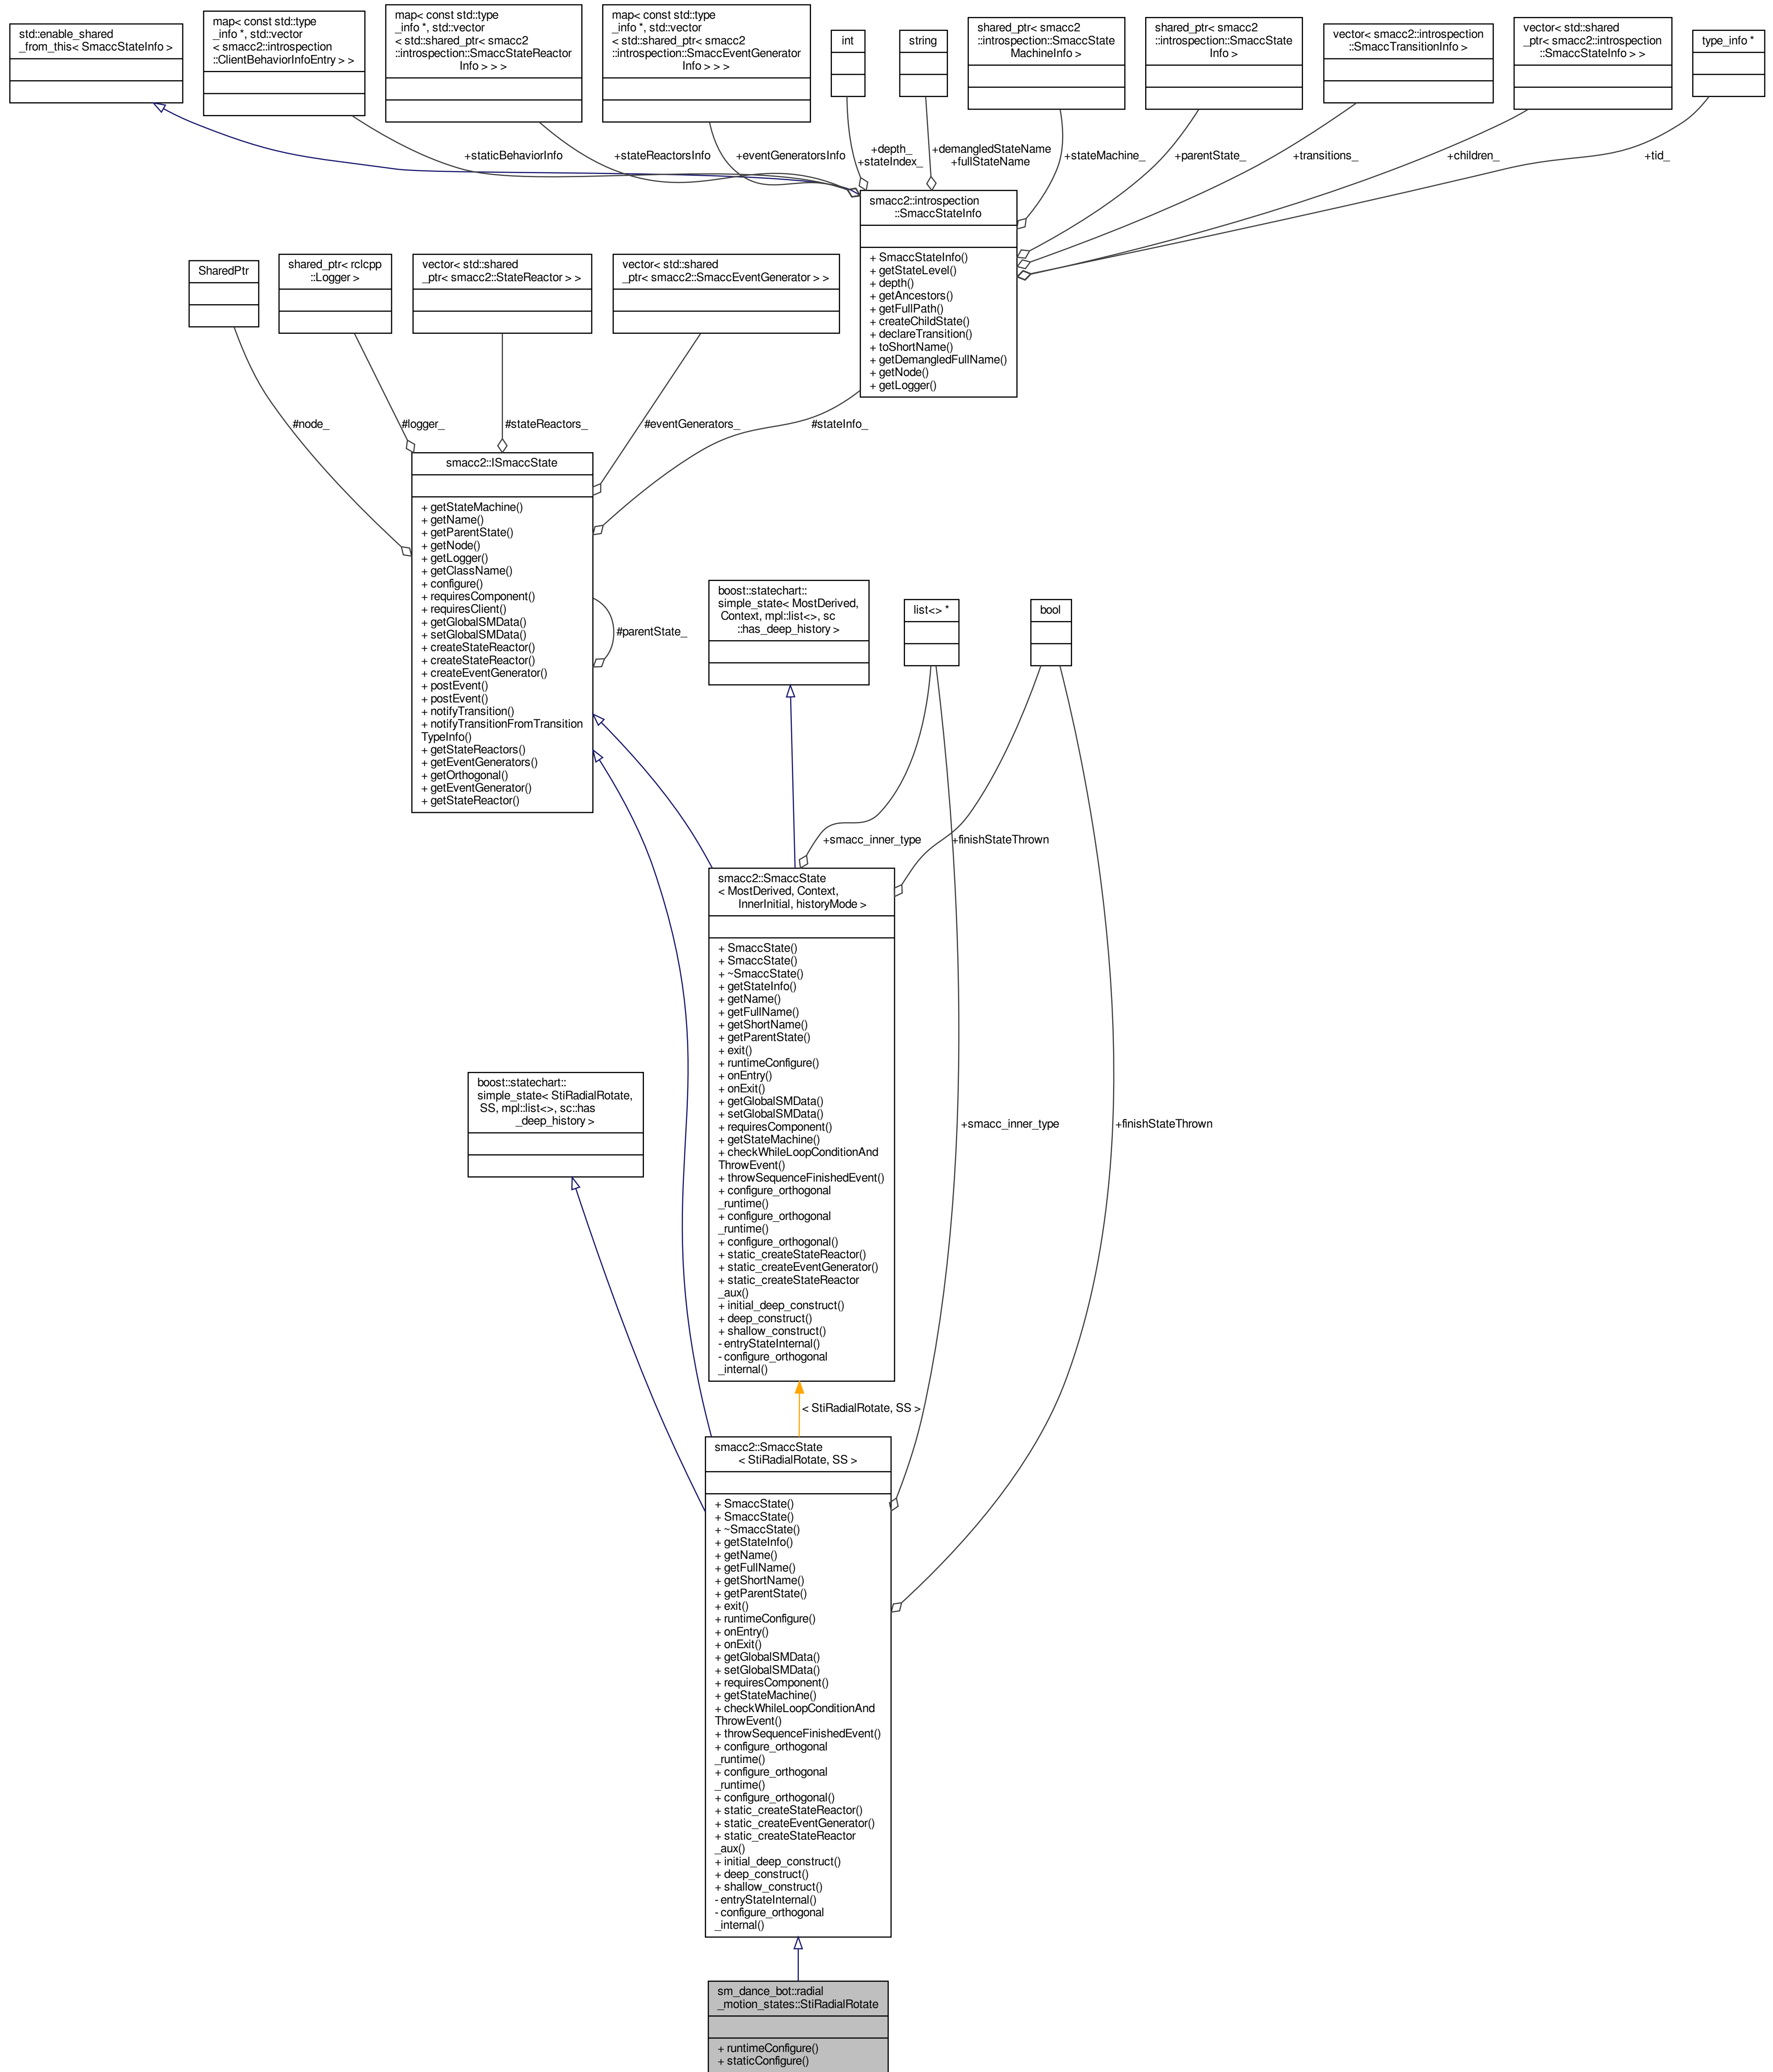 std::enable_shared
_from_this< SmaccStateInfo >
map< const std::type
_info *, std::vector
< smacc2::introspection
::ClientBehaviorInfoEntry > >
map< const std::type
_info *, std::vector
< std::shared_ptr< smacc2
::introspection::SmaccStateReactor
Info > > >
map< const std::type
_info *, std::vector
< std::shared_ptr< smacc2
::introspection::SmaccEventGenerator
Info > > >
int
string
shared_ptr< smacc2
::introspection::SmaccState
MachineInfo >
shared_ptr< smacc2
::introspection::SmaccState
Info >
vector< smacc2::introspection
::SmaccTransitionInfo >
vector< std::shared
_ptr< smacc2::introspection
::SmaccStateInfo > >
type_info *
+staticBehaviorInfo
+stateReactorsInfo
+eventGeneratorsInfo
+depth_
+stateIndex_
+demangledStateName
+fullStateName
+stateMachine_
+parentState_
+transitions_
+children_
+tid_
smacc2::introspection
::SmaccStateInfo
+ SmaccStateInfo()
+ getStateLevel()
+ depth()
+ getAncestors()
+ getFullPath()
+ createChildState()
+ declareTransition()
+ toShortName()
+ getDemangledFullName()
+ getNode()
+ getLogger()
SharedPtr
shared_ptr< rclcpp
::Logger >
vector< std::shared
_ptr< smacc2::StateReactor > >
vector< std::shared
_ptr< smacc2::SmaccEventGenerator > >
#node_
#logger_
#stateReactors_
#eventGenerators_
#stateInfo_
smacc2::ISmaccState
+ getStateMachine()
+ getName()
+ getParentState()
+ getNode()
+ getLogger()
+ getClassName()
+ configure()
+ requiresComponent()
+ requiresClient()
+ getGlobalSMData()
+ setGlobalSMData()
+ createStateReactor()
+ createStateReactor()
+ createEventGenerator()
+ postEvent()
+ postEvent()
+ notifyTransition()
+ notifyTransitionFromTransition
TypeInfo()
+ getStateReactors()
+ getEventGenerators()
+ getOrthogonal()
+ getEventGenerator()
+ getStateReactor()
#parentState_
boost::statechart::
simple_state< MostDerived,
Context, mpl::list<>, sc
::has_deep_history >
list<> *
bool
+smacc_inner_type
+finishStateThrown
smacc2::SmaccState
< MostDerived, Context,
InnerInitial, historyMode >
+ SmaccState()
+ SmaccState()
+ ~SmaccState()
+ getStateInfo()
+ getName()
+ getFullName()
+ getShortName()
+ getParentState()
+ exit()
+ runtimeConfigure()
+ onEntry()
+ onExit()
+ getGlobalSMData()
+ setGlobalSMData()
+ requiresComponent()
+ getStateMachine()
+ checkWhileLoopConditionAnd
ThrowEvent()
+ throwSequenceFinishedEvent()
+ configure_orthogonal
_runtime()
+ configure_orthogonal
_runtime()
+ configure_orthogonal()
+ static_createStateReactor()
+ static_createEventGenerator()
+ static_createStateReactor
_aux()
+ initial_deep_construct()
+ deep_construct()
+ shallow_construct()
- entryStateInternal()
- configure_orthogonal
_internal()
boost::statechart::
simple_state< StiRadialRotate,
SS, mpl::list<>, sc::has
_deep_history >
+smacc_inner_type
+finishStateThrown
< StiRadialRotate, SS >
smacc2::SmaccState
< StiRadialRotate, SS >
+ SmaccState()
+ SmaccState()
+ ~SmaccState()
+ getStateInfo()
+ getName()
+ getFullName()
+ getShortName()
+ getParentState()
+ exit()
+ runtimeConfigure()
+ onEntry()
+ onExit()
+ getGlobalSMData()
+ setGlobalSMData()
+ requiresComponent()
+ getStateMachine()
+ checkWhileLoopConditionAnd
ThrowEvent()
+ throwSequenceFinishedEvent()
+ configure_orthogonal
_runtime()
+ configure_orthogonal
_runtime()
+ configure_orthogonal()
+ static_createStateReactor()
+ static_createEventGenerator()
+ static_createStateReactor
_aux()
+ initial_deep_construct()
+ deep_construct()
+ shallow_construct()
- entryStateInternal()
- configure_orthogonal
_internal()
sm_dance_bot::radial
_motion_states::StiRadialRotate
+ runtimeConfigure()
+ staticConfigure()